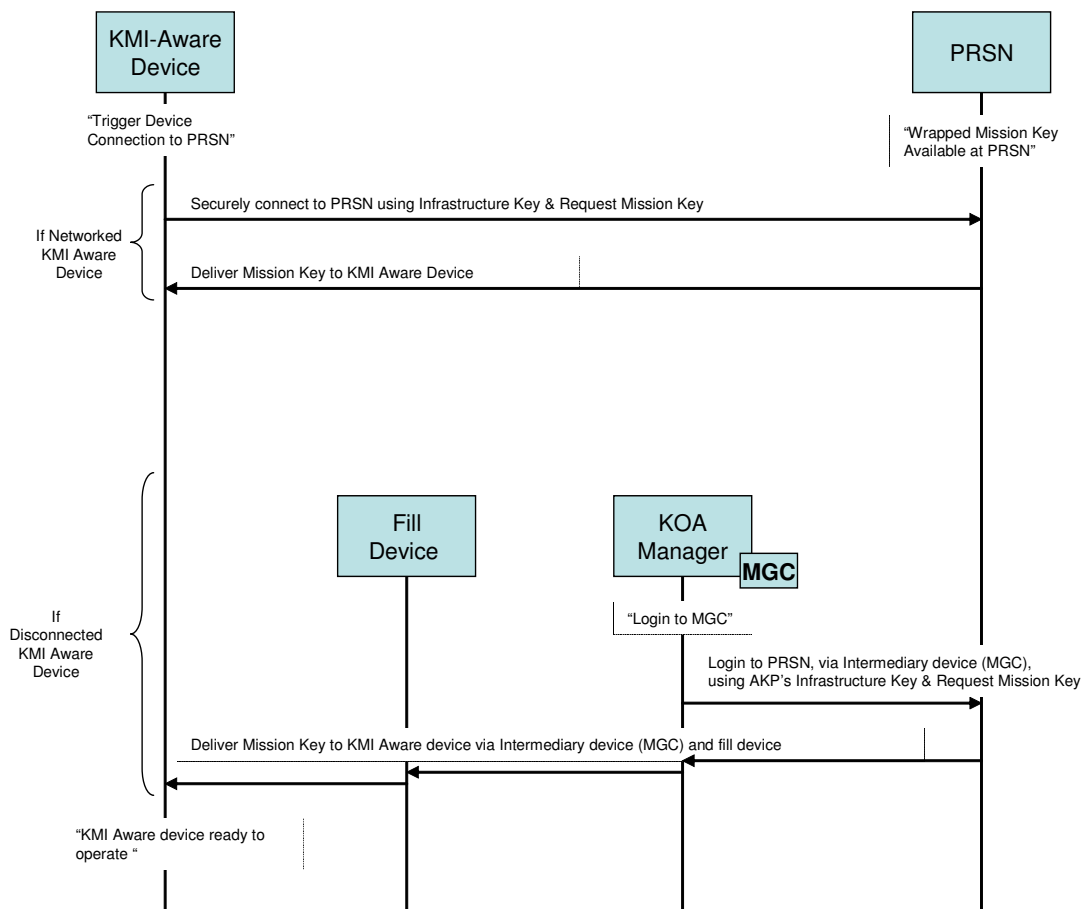 KMI-Aware
Device
PRSN
“Trigger Device
Connection to PRSN”
“Wrapped Mission Key
Available at PRSN”
Securely connect to PRSN using Infrastructure Key & Request Mission Key
If Networked
KMI Aware
Device
Deliver Mission Key to KMI Aware Device
Fill
Device
KOA
Manager
MGC
If
Disconnected
KMI Aware
Device
“Login to MGC”
Login to PRSN, via Intermediary device (MGC),
using AKP’s Infrastructure Key & Request Mission Key
Deliver Mission Key to KMI Aware device via Intermediary device (MGC) and fill device
“KMI Aware device ready to
operate “